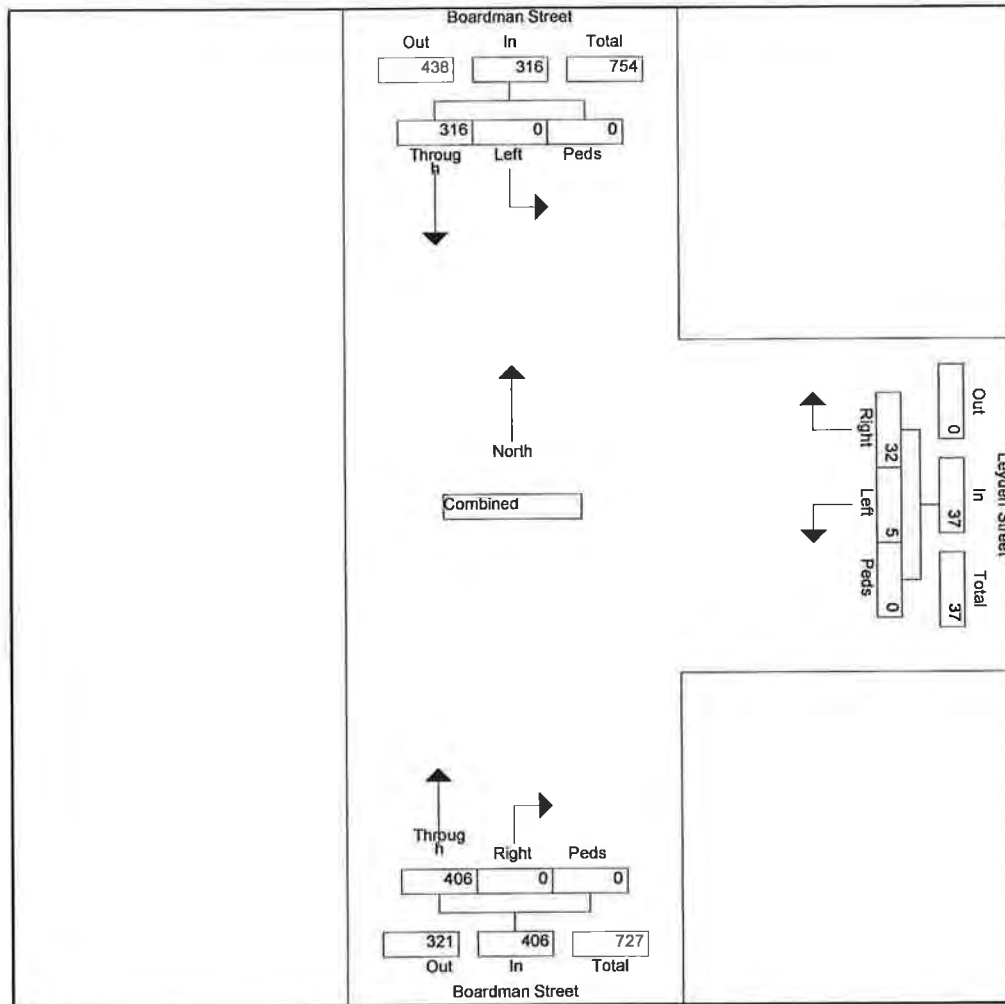 Boardman Street
Out In Total
438 316 754
316 0 0
Throug
h
Left Peds
North
Combined
Leyden Street
Out In Total
0 37 37
32 5 0
Right Left Peds
Throug
h
Right Peds
406 0 0
321 406 727
Out In Total
Boardman Street